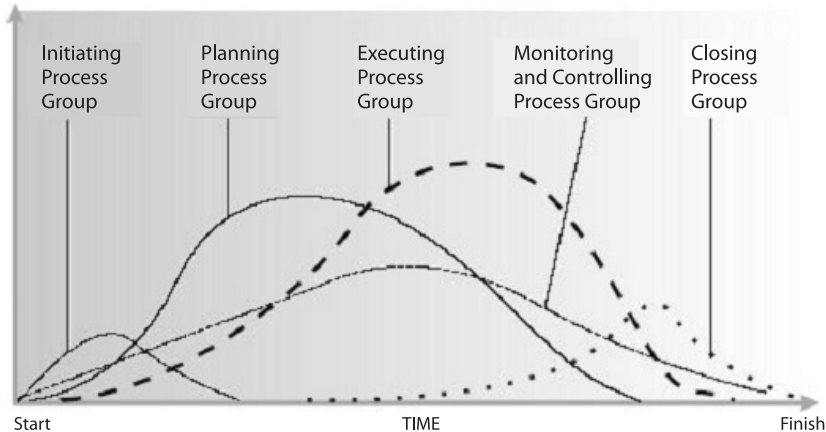 Initiating
Process
Group
Planning
Process
Group
Executing
Process
Group
Monitoring
and Controlling
Process Group
Closing
Process
Group
Start
TIME
Finish